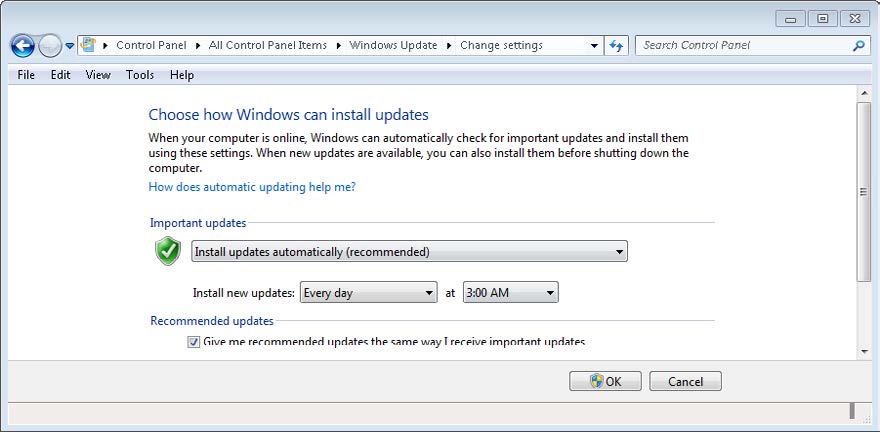 Control Panel All Control Panel Items Windows Update Change settings Search Control Panel
File Edit View Tools Help
Choose how Windows can install updates
When your computer is online, Windows can automatically check for important updates and install them
using these settings. When new updates are available, you can also install them before shutting down the
computer.
How does automatic updating help me?
Important updates
Install updates automatically (recommended)
Install new updates: Every day at 3:00 AM
Recommended updates
Give me recommended updates the same way I receive important updates
OK Cancel